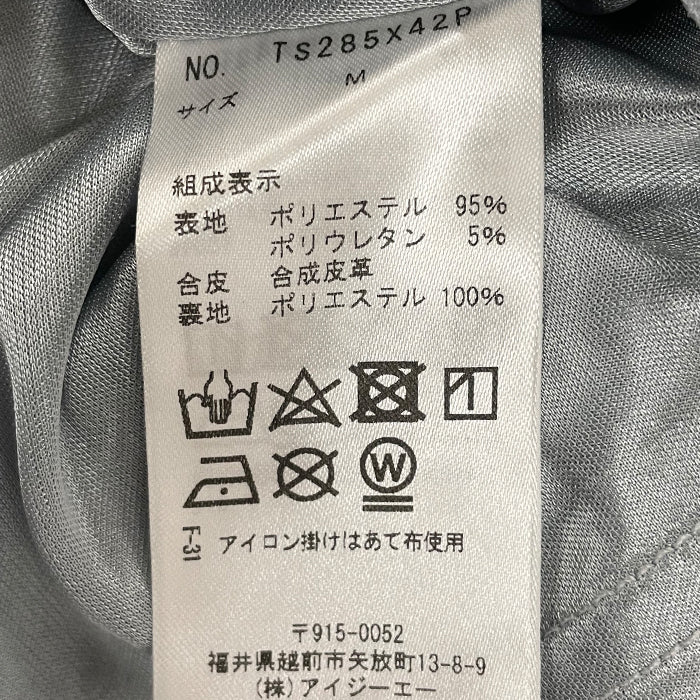 NO. TS285X42P
サイズ M
組成表示
表地 ポリエステル 95%
ポリウレタン 5%
合皮 合成皮革
裏地 ポリエステル 100%
W
F-31 アイロン掛けはあて布使用
〒915-0052
福井県越前市矢放町13-8-9
(株)アイジーエー